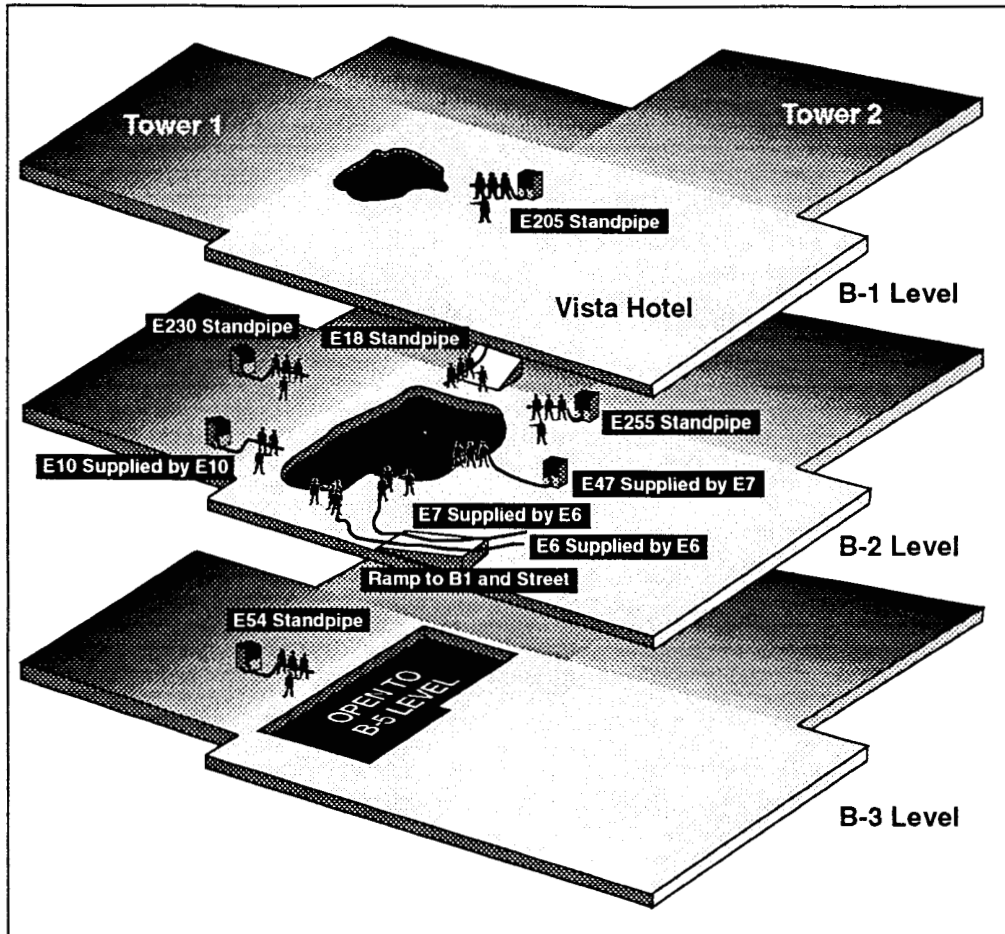 Tower 1
Tower 2
E205 Standpipe
Vista Hotel
B-1 Level
E230 Standpipe
E18 Standpipe
E255 Standpipe
E10 Supplied by E10
E47 Supplied by E7
E7 Supplied by E6
E6 Supplied by E6
B-2 Level
Ramp to B1 and Street
E54 Standpipe
OPEN TO
B-5 LEVEL
B-3 Level